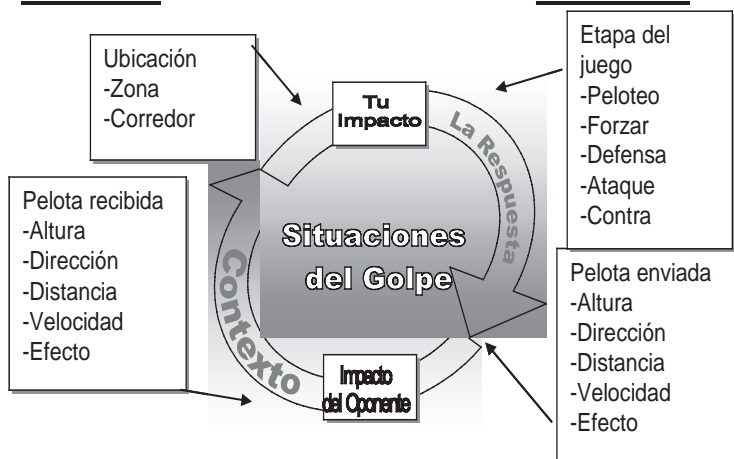 Ubicación
-Zona
-Corredor
Etapa del
juego
-Peloteo
-Forzar
-Defensa
-Ataque
-Contra
Tu
Impacto
La Respuesta
Pelota recibida
-Altura
-Dirección
-Distancia
-Velocidad
-Efecto
Situaciones
del Golpe
Contexto
Impacto
del Oponente
Pelota enviada
-Altura
-Dirección
-Distancia
-Velocidad
-Efecto